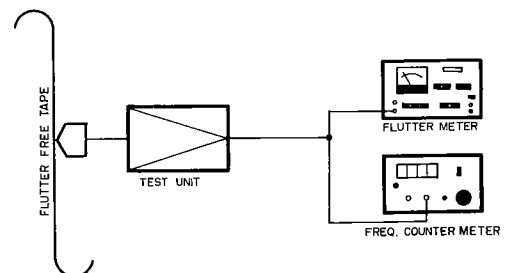 FLUTTER FREE TAPE
TEST UNIT
FLUTTER METER
FREQ. COUNTER METER